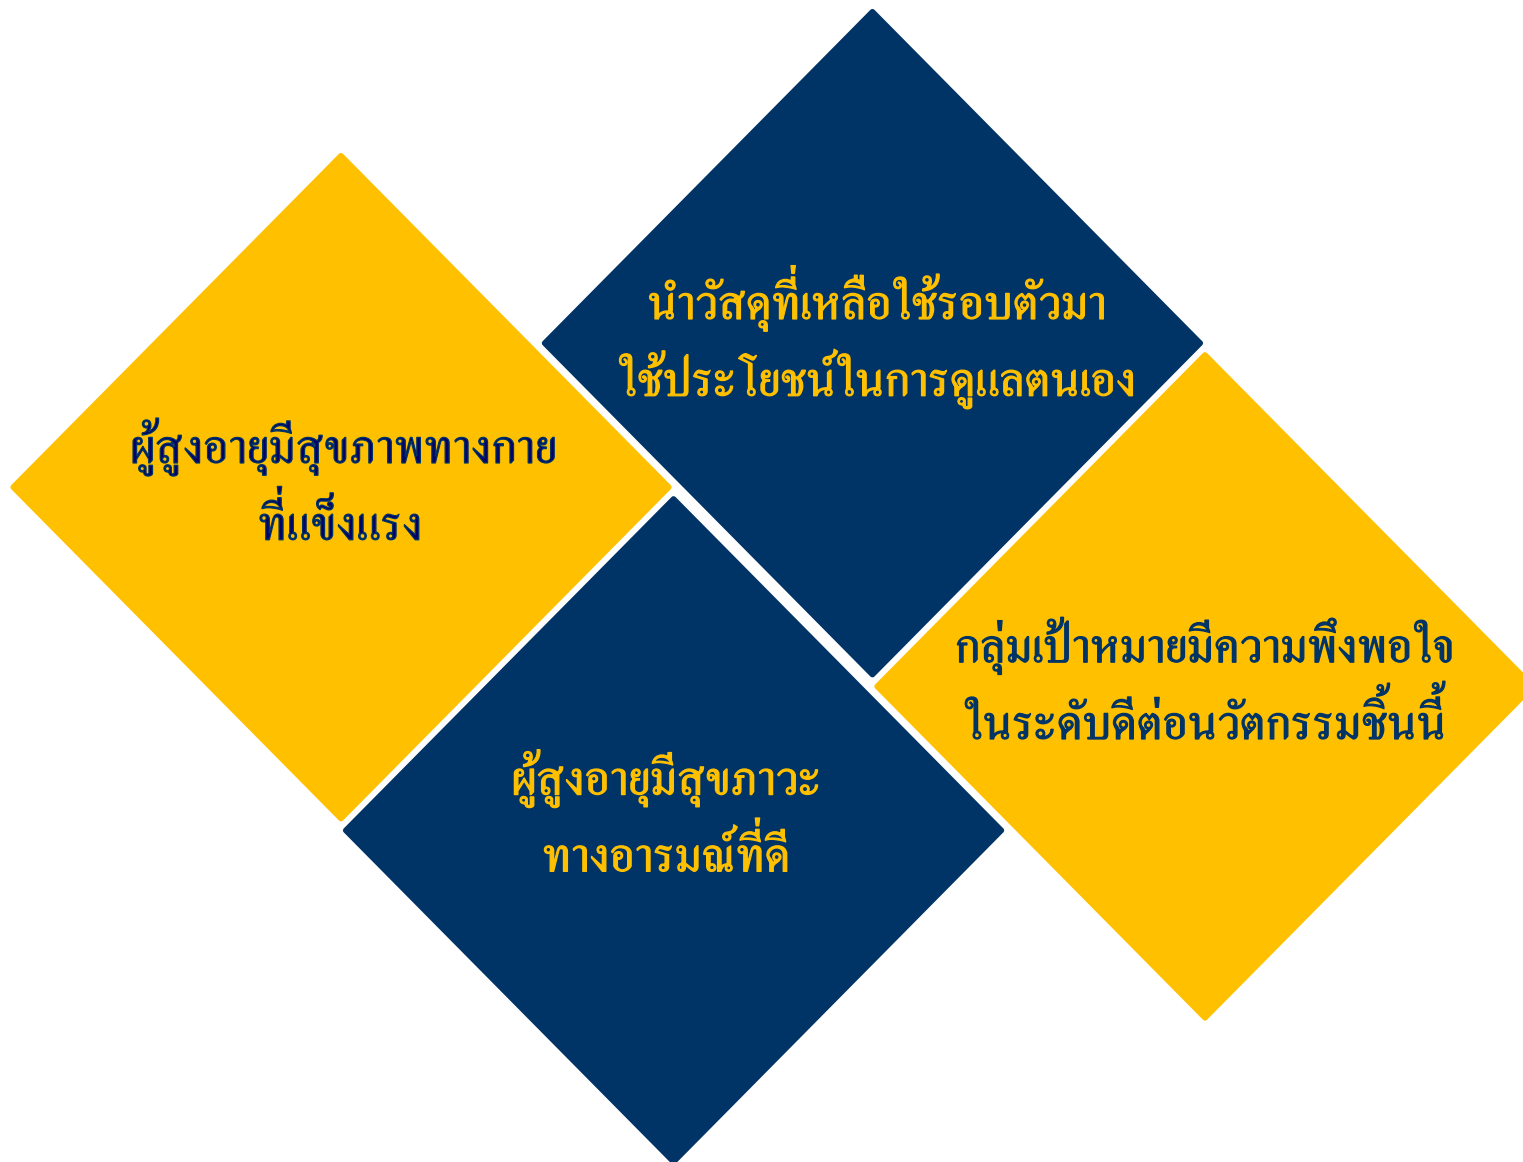 นำวัสดุที่เหลือใช้รอบตัวมา
ใช้ประโยชน์ในการดูแลตนเอง
ผู้สูงอายุมีสุขภาพทางกาย
ที่แข็งแรง
กลุ่มเป้าหมายมีความพึงพอใจ
ในระดับดีต่อนวัตกรรมชิ้นนี้
ผู้สูงอายุมีสุขภาวะ
ทางอารมณ์ที่ดี